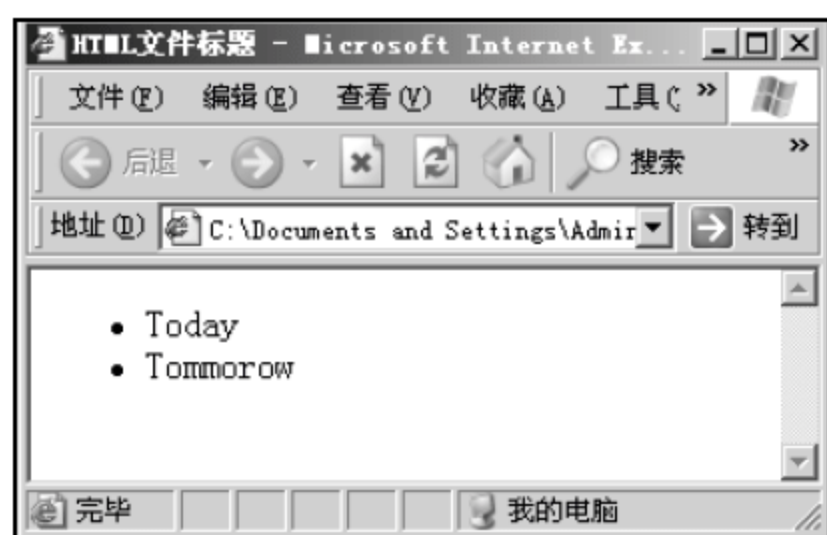 HTML文件标题 - Microsoft Internet Ex...
文件(F) 编辑(E) 查看(V) 收藏(A) 工具( »
后退 搜索 »
地址(D) C:\Documents and Settings\Admir 转到
• Today
• Tommorow
完毕 我的电脑